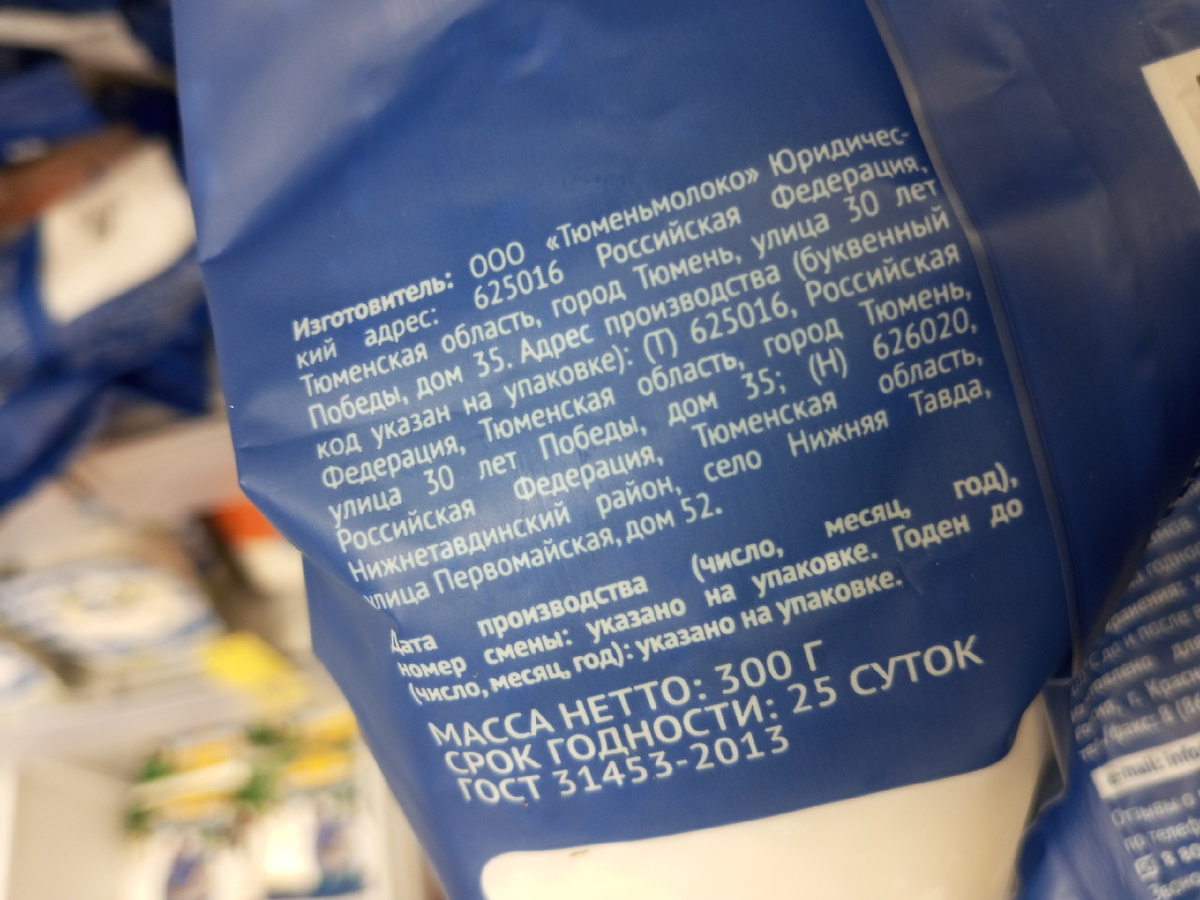 Изготовитель: ООО «Тюменьмолоко» Юридичес-
кий адрес: 625016 Российская Федерация,
Тюменская область, город Тюмень, улица 30 лет
Победы, дом 35. Адрес производства (буквенный
код указан на упаковке): (Т) 625016, Российская
Федерация, Тюменская область, город Тюмень,
улица 30 лет Победы, дом 35; (Н) 626020,
Российская Федерация, Тюменская область,
Нижнетавдинский район, село Нижняя Тавда,
улица Первомайская, дом 52.
Дата производства (число, месяц, год),
номер смены: указано на упаковке. Годен до
(число, месяц, год): указано на упаковке.
МАССА НЕТТО: 300 Г
СРОК ГОДНОСТИ: 25 СУТОК
ГОСТ 31453-2013
и после
г.
e-mail: